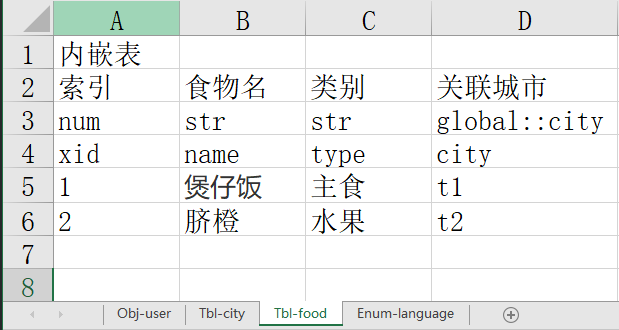 A B C D
1 内嵌表
2 索引 食物名 类别 关联城市
3 num str str global::city
4 xid name type city
5 1 煲仔饭 主食 t1
6 2 脐橙 水果 t2
7
8
Obj-user Tbl-city Tbl-food Enum-language